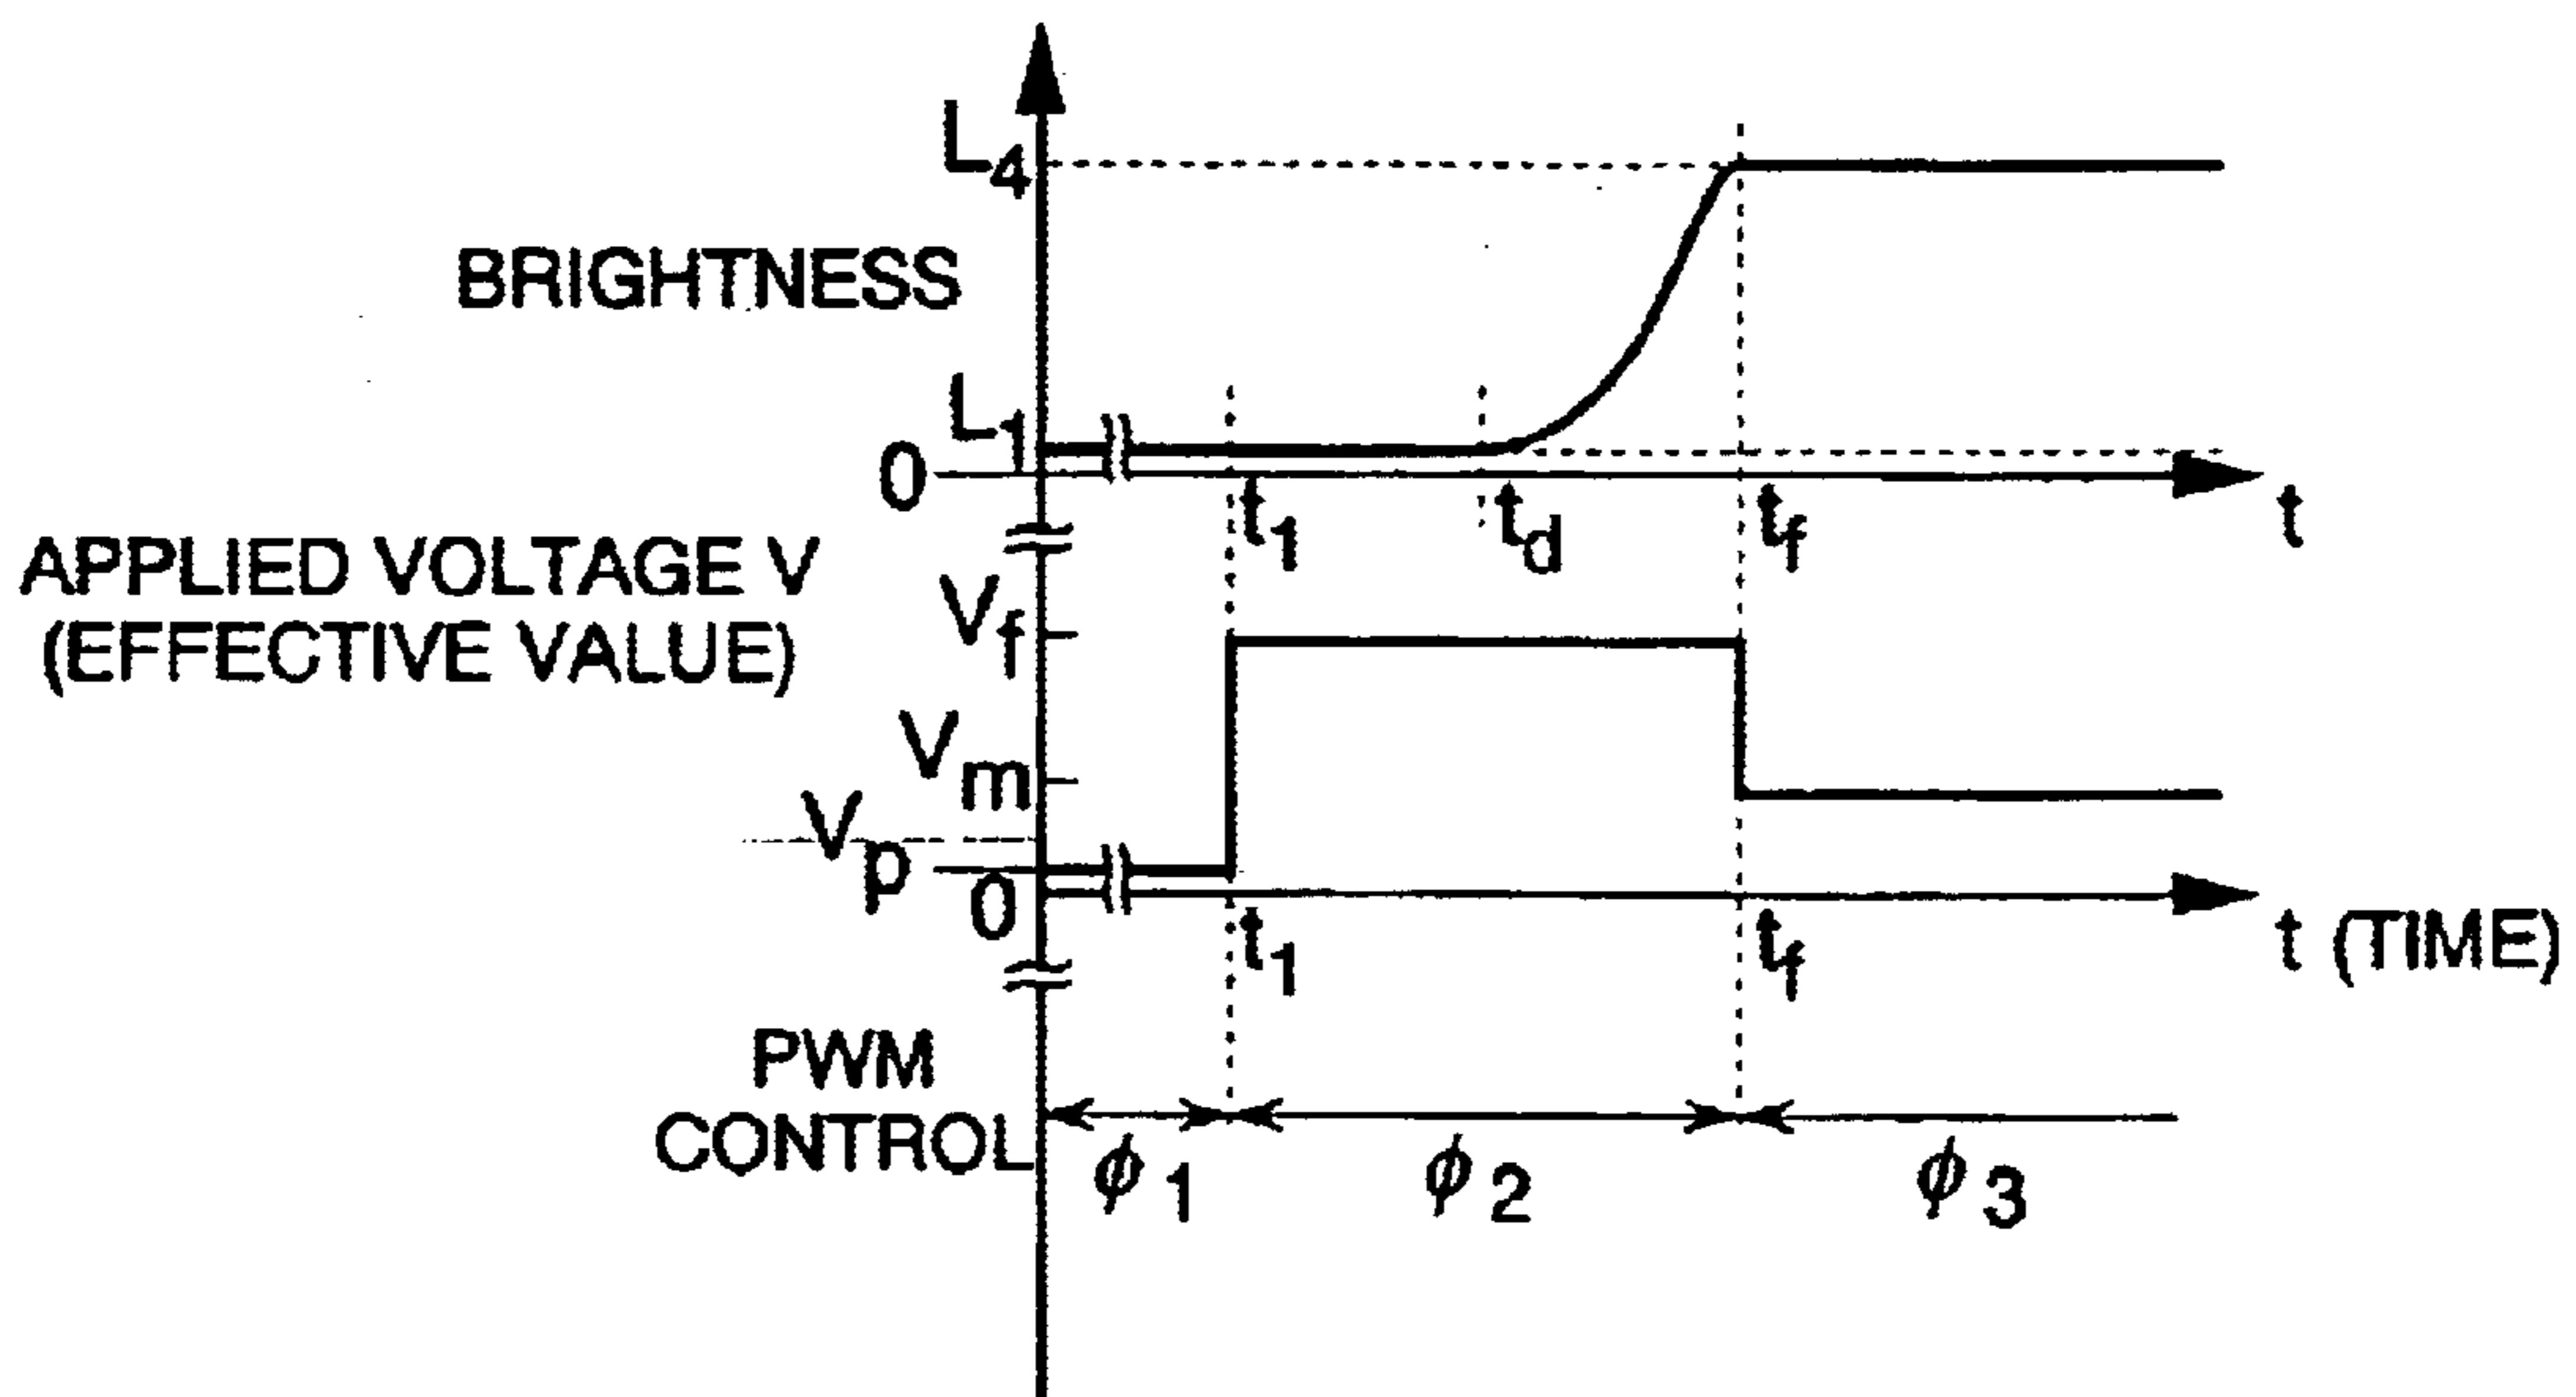 L4
BRIGHTNESS
L1
0
t1
td
tf
t
APPLIED VOLTAGE V
(EFFECTIVE VALUE)
Vf
Vm
Vp
0
t1
tf
t (TIME)
PWM
CONTROL
ϕ1
ϕ2
ϕ3